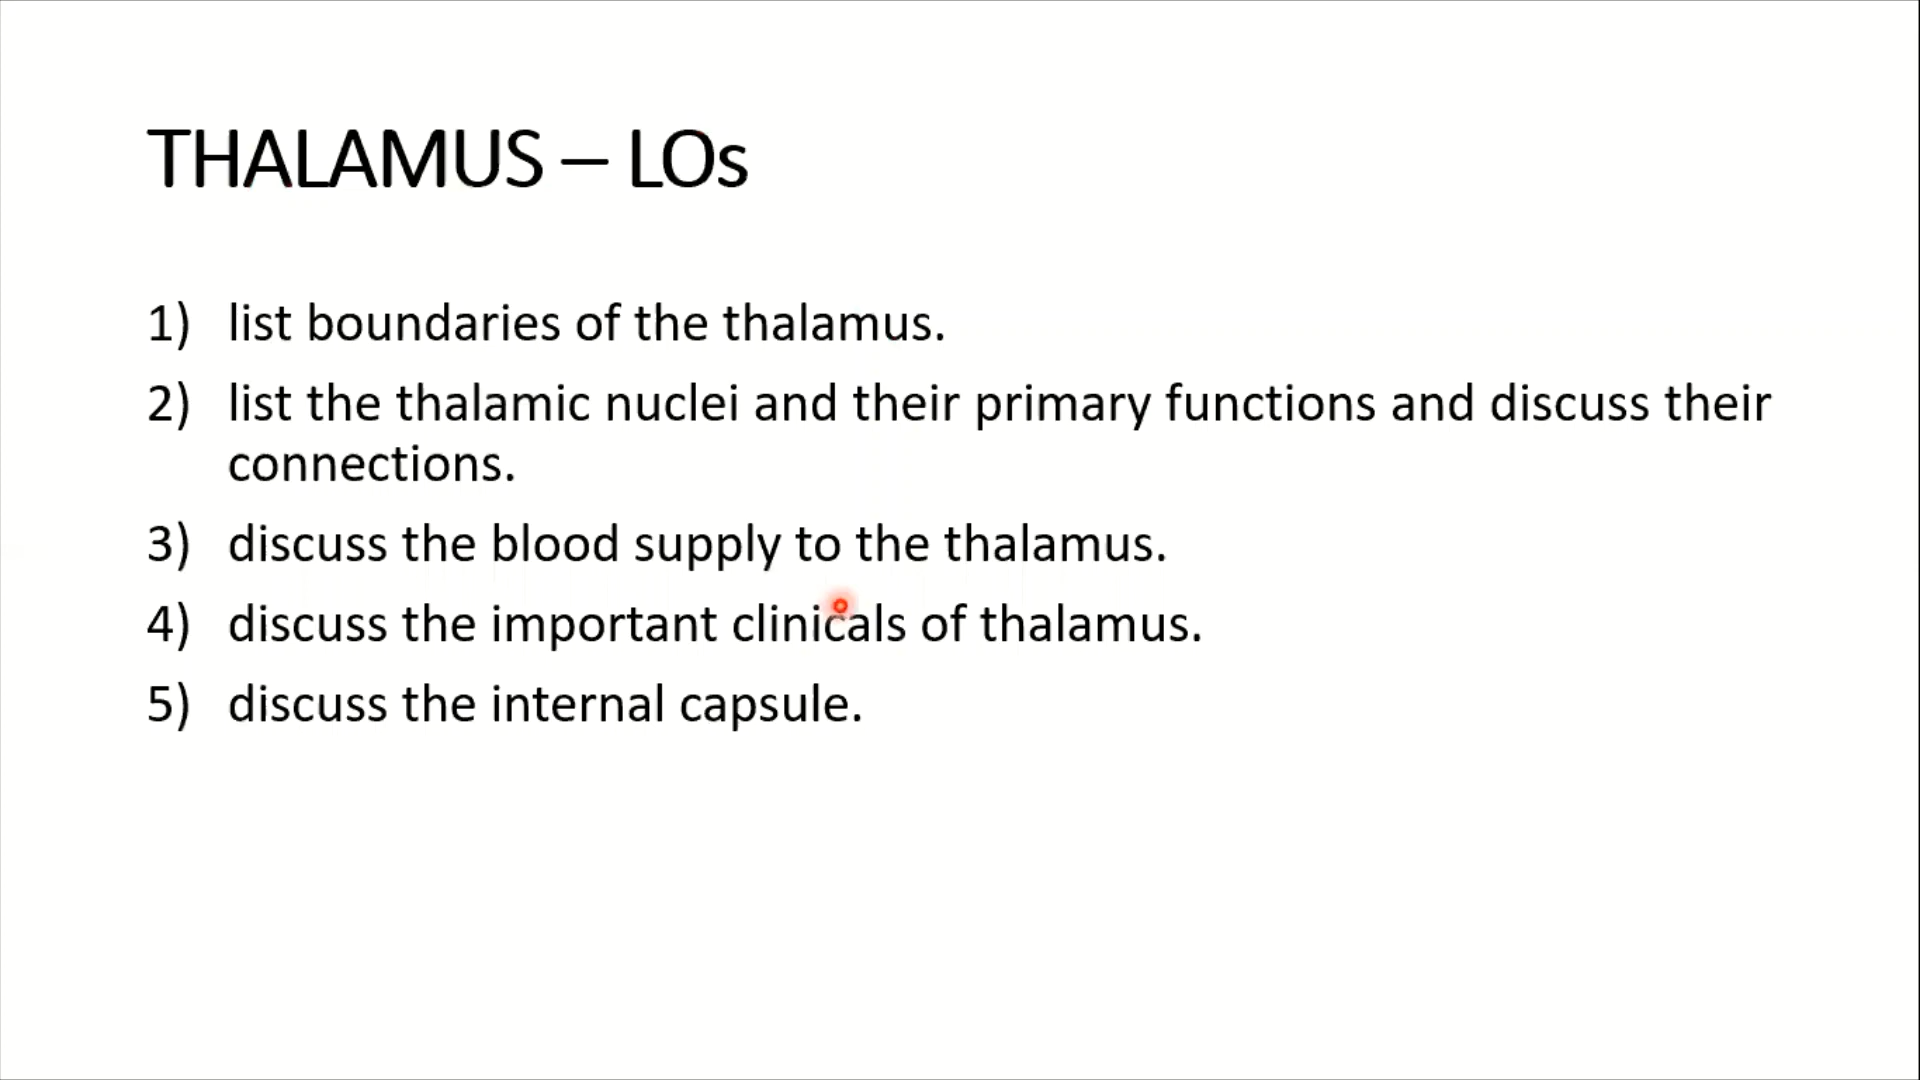 THALAMUS – LOs
1) list boundaries of the thalamus.
2) list the thalamic nuclei and their primary functions and discuss their
connections.
3) discuss the blood supply to the thalamus.
4) discuss the important clinicals of thalamus.
5) discuss the internal capsule.